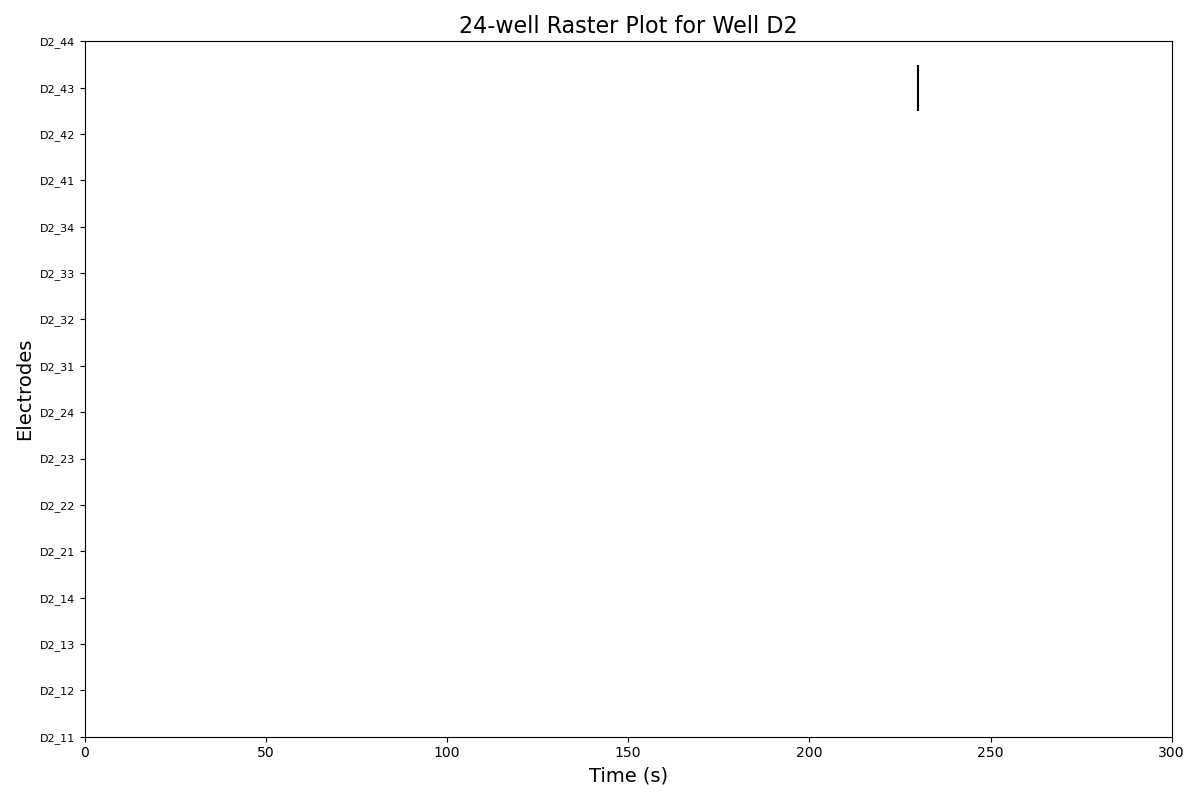 24-well Raster Plot for Well D2
D2_44
D2_43
D2_42
D2_41
D2_34
D2_33
D2_32
D2_31
D2_24
D2_23
D2_22
D2_21
D2_14
D2_13
D2_12
D2_11
Electrodes
0 50 100 150 200 250 300
Time (s)